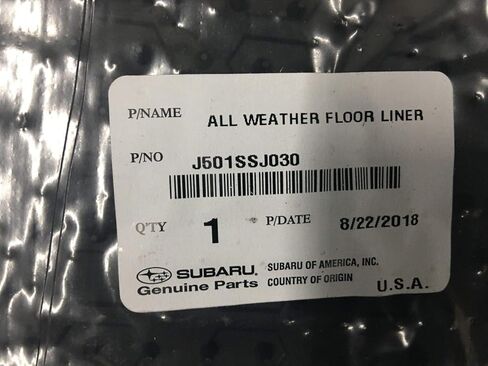 P/NAME ALL WEATHER FLOOR LINER
P/NO J501SSJ030
Q'TY 1 P/DATE 8/22/2018
SUBARU. SUBARU OF AMERICA, INC.
Genuine Parts COUNTRY OF ORIGIN
U.S.A.